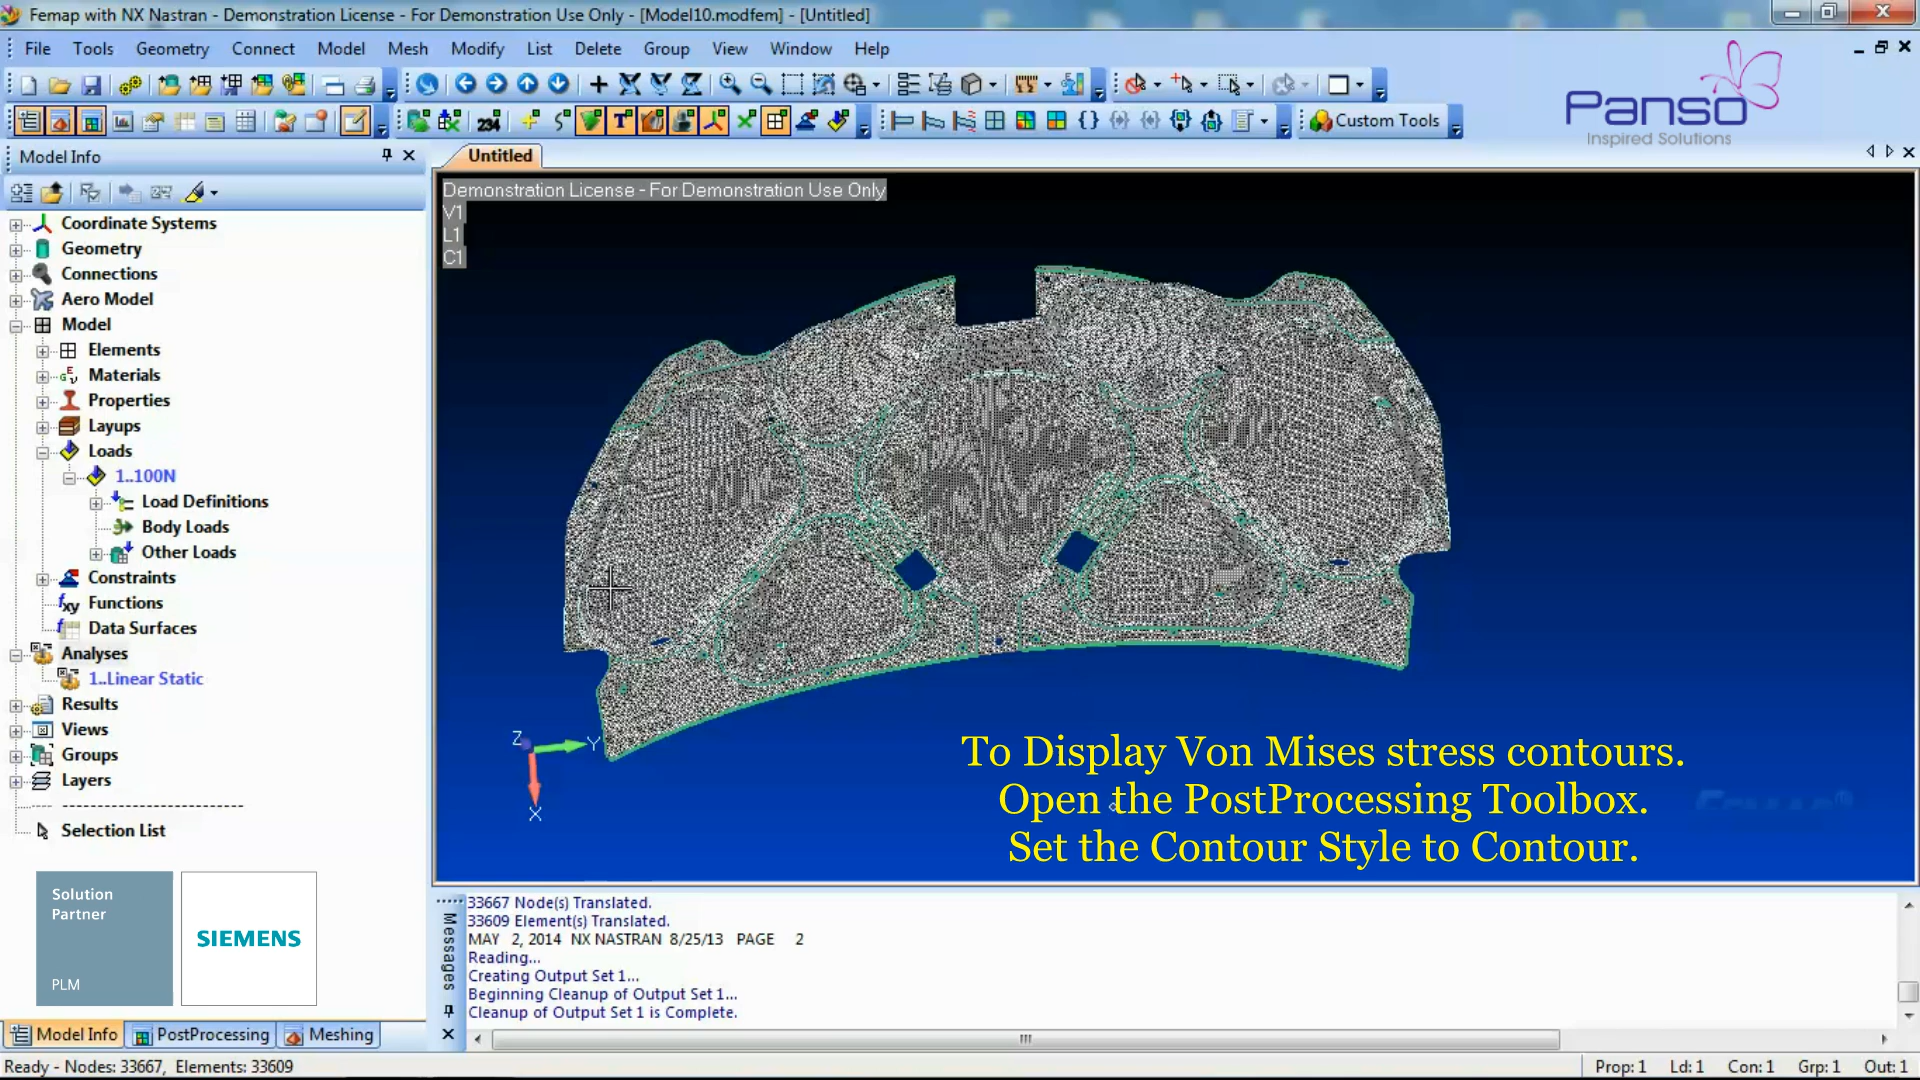 Femap with NX Nastran - Demonstration License - For Demonstration Use Only - [Model10.modfem] - [Untitled]
File Tools Geometry Connect Model Mesh Modify List Delete Group View Window Help
234
T
Custom Tools
Panso
Inspired Solutions
Model Info
Untitled
Demonstration License - For Demonstration Use Only
V1
L1
C1
Coordinate Systems
Geometry
Connections
Aero Model
Model
Elements
Materials
Properties
Layups
Loads
1..100N
Load Definitions
Body Loads
Other Loads
Constraints
Functions
Data Surfaces
Analyses
1..Linear Static
Results
Views
Groups
Layers
Selection List
Z
Y
X
To Display Von Mises stress contours.
Open the PostProcessing Toolbox.
Set the Contour Style to Contour.
Solution
Partner
PLM
SIEMENS
Messages
33667 Node(s) Translated.
33609 Element(s) Translated.
MAY 2, 2014 NX NASTRAN 8/25/13 PAGE 2
Reading...
Creating Output Set 1...
Beginning Cleanup of Output Set 1...
Cleanup of Output Set 1 is Complete.
Model Info PostProcessing Meshing
Ready - Nodes: 33667, Elements: 33609
Prop: 1 Ld: 1 Con: 1 Grp: 1 Out: 1